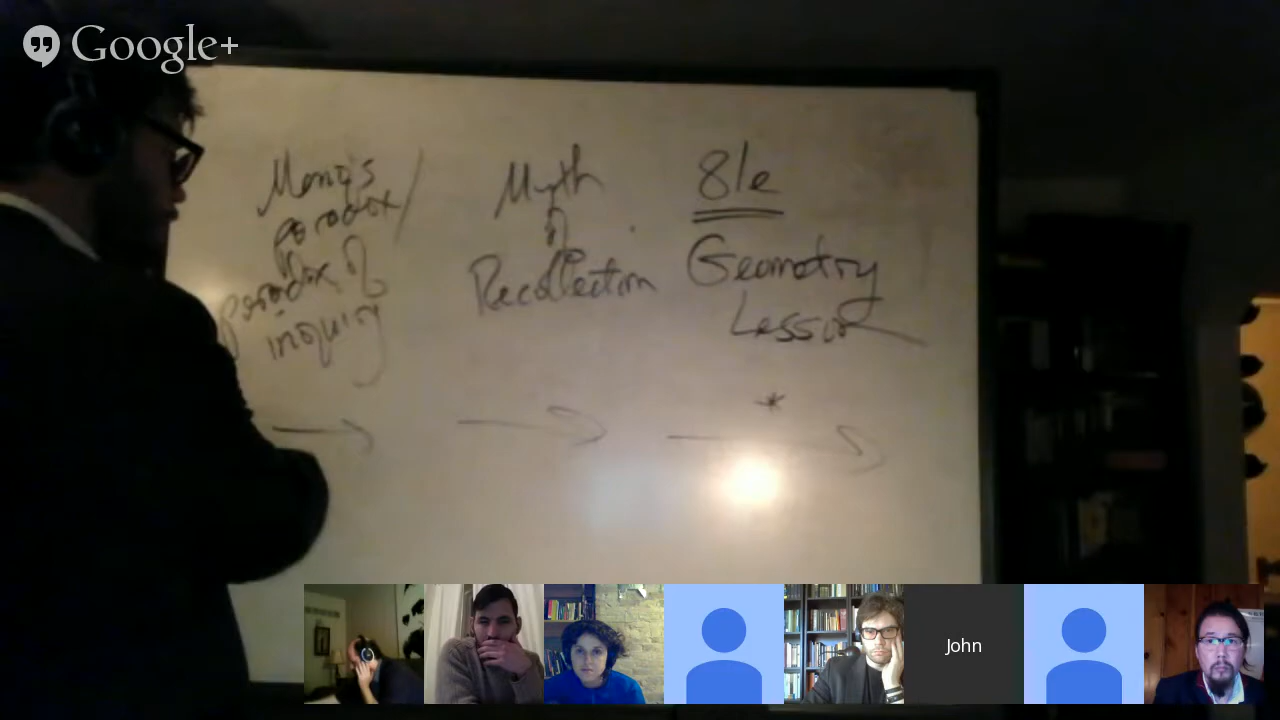 Google+
Meno's
paradox/
paradox of
inquiry
Myth
of
Recollection
81e
Geometry
Lesson
*
John